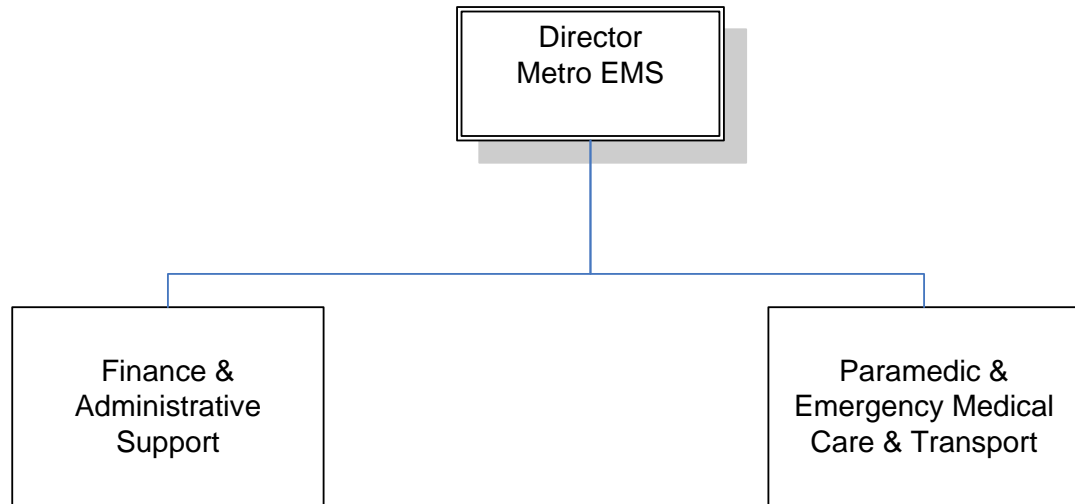 Director
Metro EMS
Finance &
Administrative
Support
Paramedic &
Emergency Medical
Care & Transport